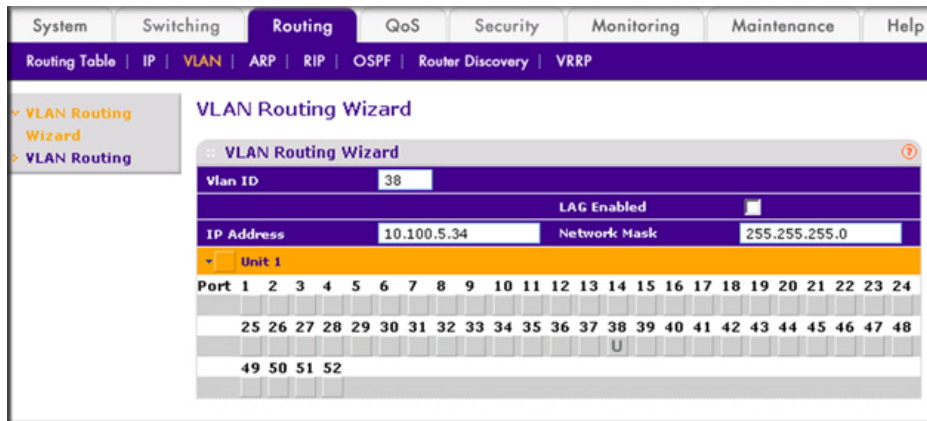 System Switching Routing QoS Security Monitoring Maintenance Help
Routing Table | IP | VLAN | ARP | RIP | OSPF | Router Discovery | VRRP
VLAN Routing Wizard
VLAN Routing
VLAN Routing Wizard
VLAN Routing Wizard ?
Vlan ID 38
LAG Enabled
IP Address 10.100.5.34 Network Mask 255.255.255.0
Unit 1
Port 1 2 3 4 5 6 7 8 9 10 11 12 13 14 15 16 17 18 19 20 21 22 23 24
25 26 27 28 29 30 31 32 33 34 35 36 37 38 39 40 41 42 43 44 45 46 47 48
U
49 50 51 52